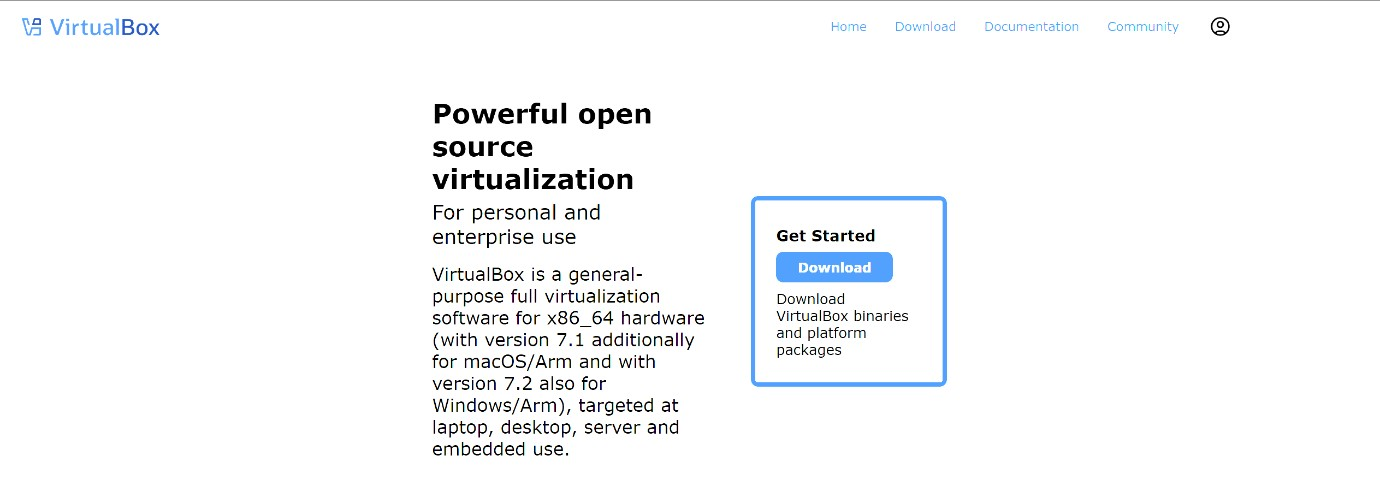 VirtualBox
Home Download Documentation Community
Powerful open
source
virtualization
For personal and
enterprise use
VirtualBox is a general-
purpose full virtualization
software for x86_64 hardware
(with version 7.1 additionally
for macOS/Arm and with
version 7.2 also for
Windows/Arm), targeted at
laptop, desktop, server and
embedded use.
Get Started
Download
Download
VirtualBox binaries
and platform
packages